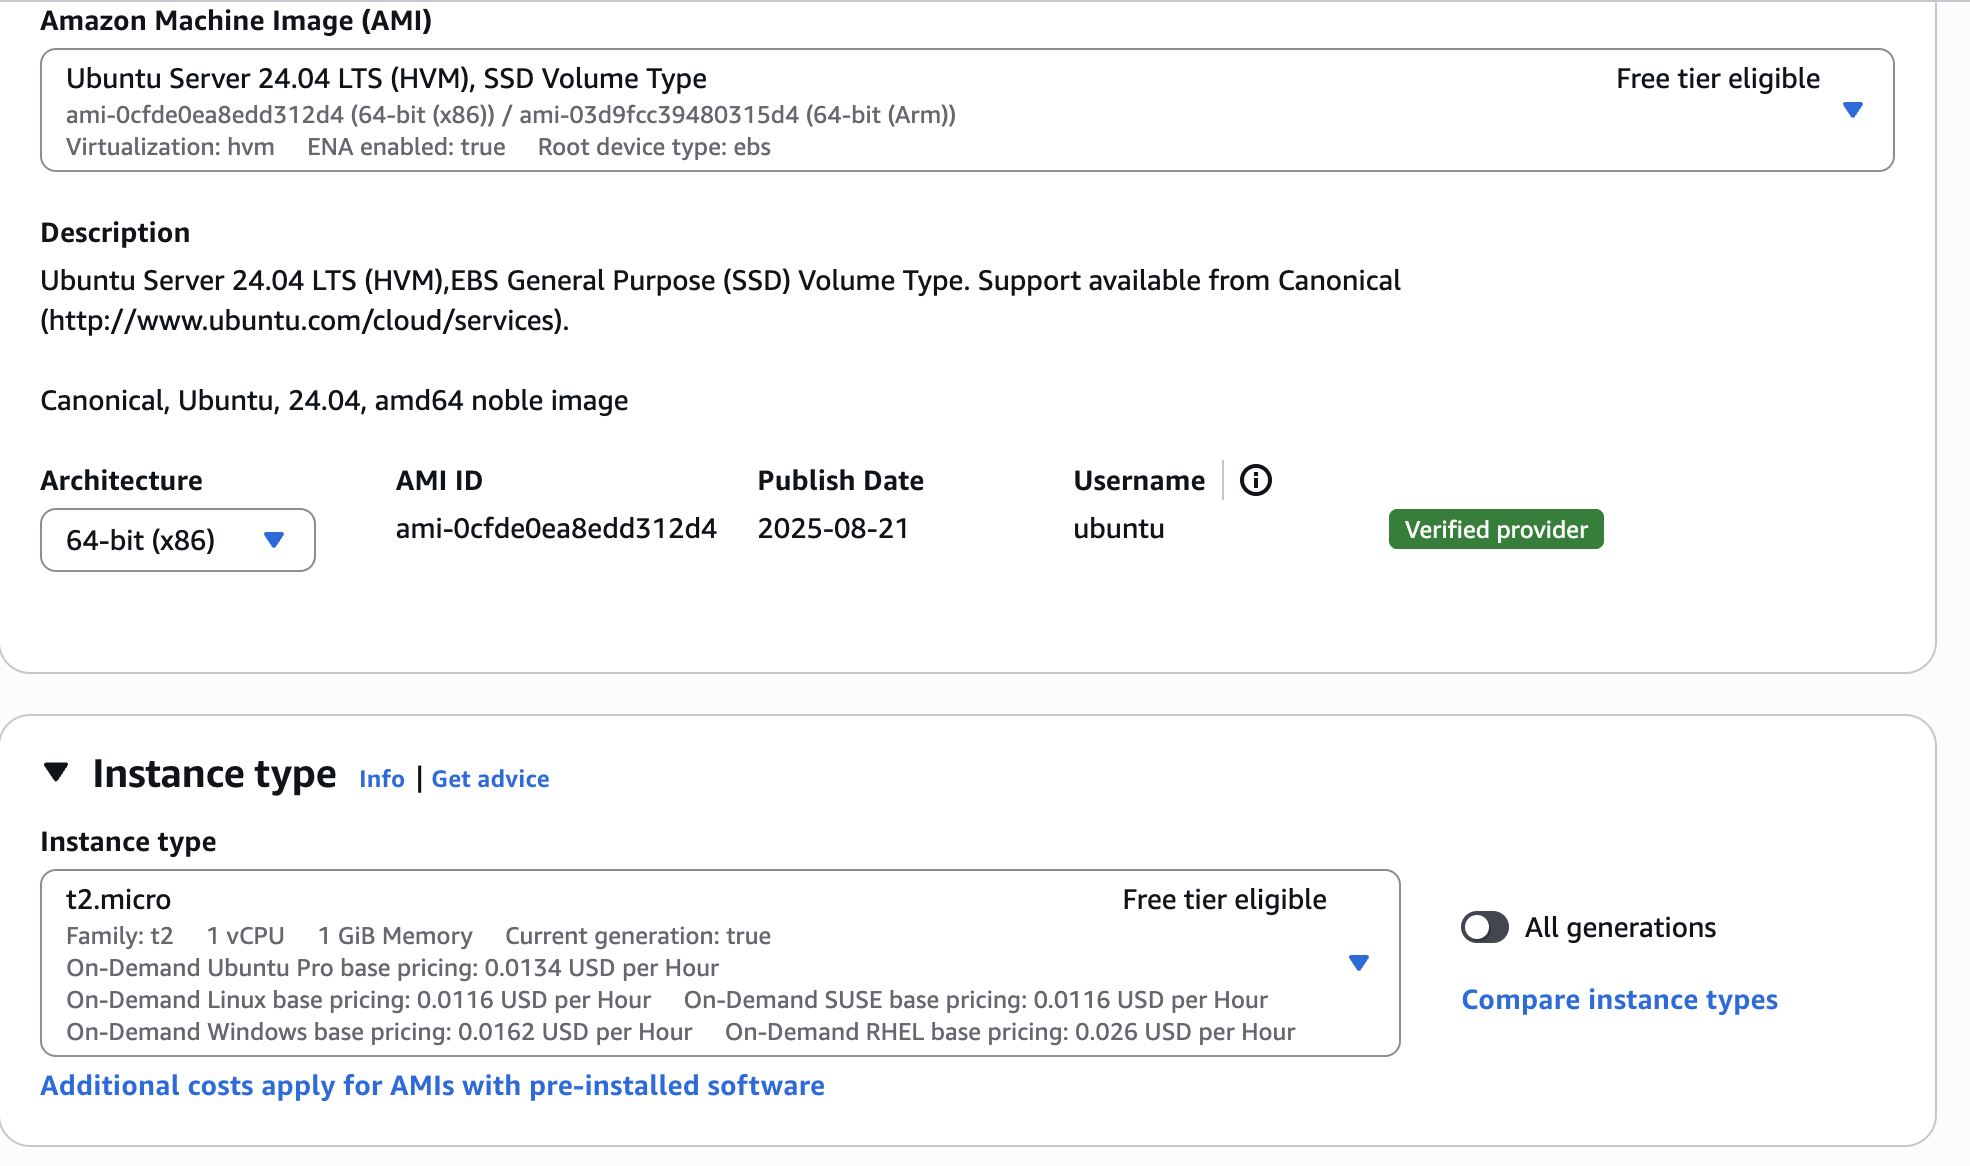 Amazon Machine Image (AMI)
Ubuntu Server 24.04 LTS (HVM), SSD Volume Type
Free tier eligible
ami-0cfde0ea8edd312d4 (64-bit (x86)) / ami-03d9fcc39480315d4 (64-bit (Arm))
Virtualization: hvm ENA enabled: true Root device type: ebs
Description
Ubuntu Server 24.04 LTS (HVM),EBS General Purpose (SSD) Volume Type. Support available from Canonical
(http://www.ubuntu.com/cloud/services).
Canonical, Ubuntu, 24.04, amd64 noble image
Architecture AMI ID Publish Date Username
64-bit (x86) ami-0cfde0ea8edd312d4 2025-08-21 ubuntu Verified provider
Instance type Info | Get advice
Instance type
t2.micro
Free tier eligible
Family: t2 1 vCPU 1 GiB Memory Current generation: true
On-Demand Ubuntu Pro base pricing: 0.0134 USD per Hour
On-Demand Linux base pricing: 0.0116 USD per Hour On-Demand SUSE base pricing: 0.0116 USD per Hour
On-Demand Windows base pricing: 0.0162 USD per Hour On-Demand RHEL base pricing: 0.026 USD per Hour
All generations
Compare instance types
Additional costs apply for AMIs with pre-installed software